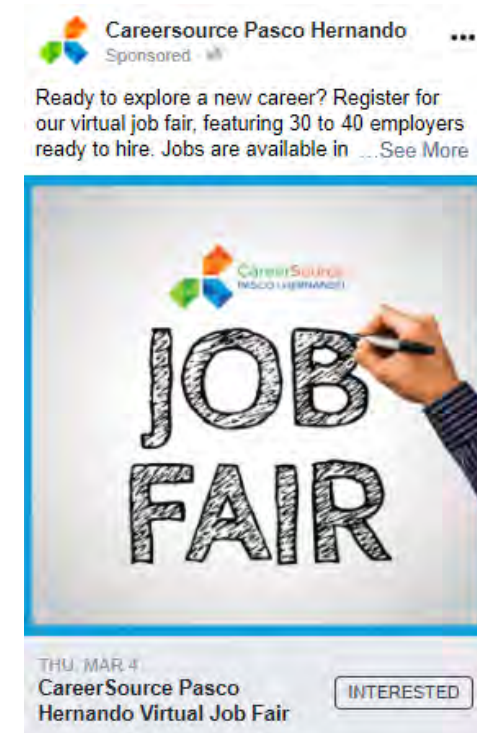 Careersource Pasco Hernando
Sponsored ·
Ready to explore a new career? Register for
our virtual job fair, featuring 30 to 40 employers
ready to hire. Jobs are available in ...See More
CareerSource
PASCO HERNANDO
JOB
FAIR
THU, MAR 4
CareerSource Pasco
Hernando Virtual Job Fair
INTERESTED